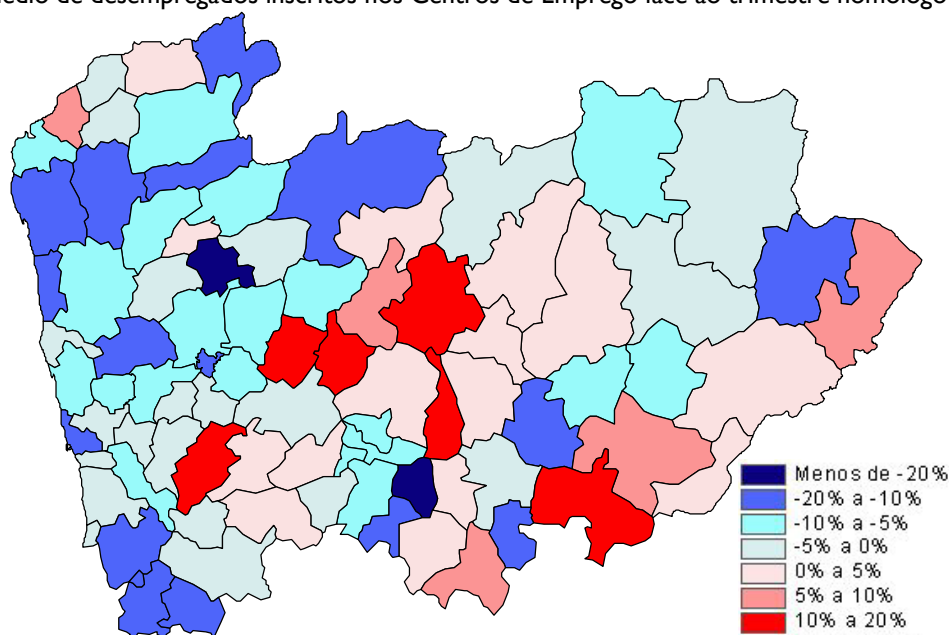 médio de desempregados inscritos nos Centros de Emprego face ao trimestre homólogo
Menos de -20%
-20% a -10%
-10% a -5%
-5% a 0%
0% a 5%
5% a 10%
10% a 20%